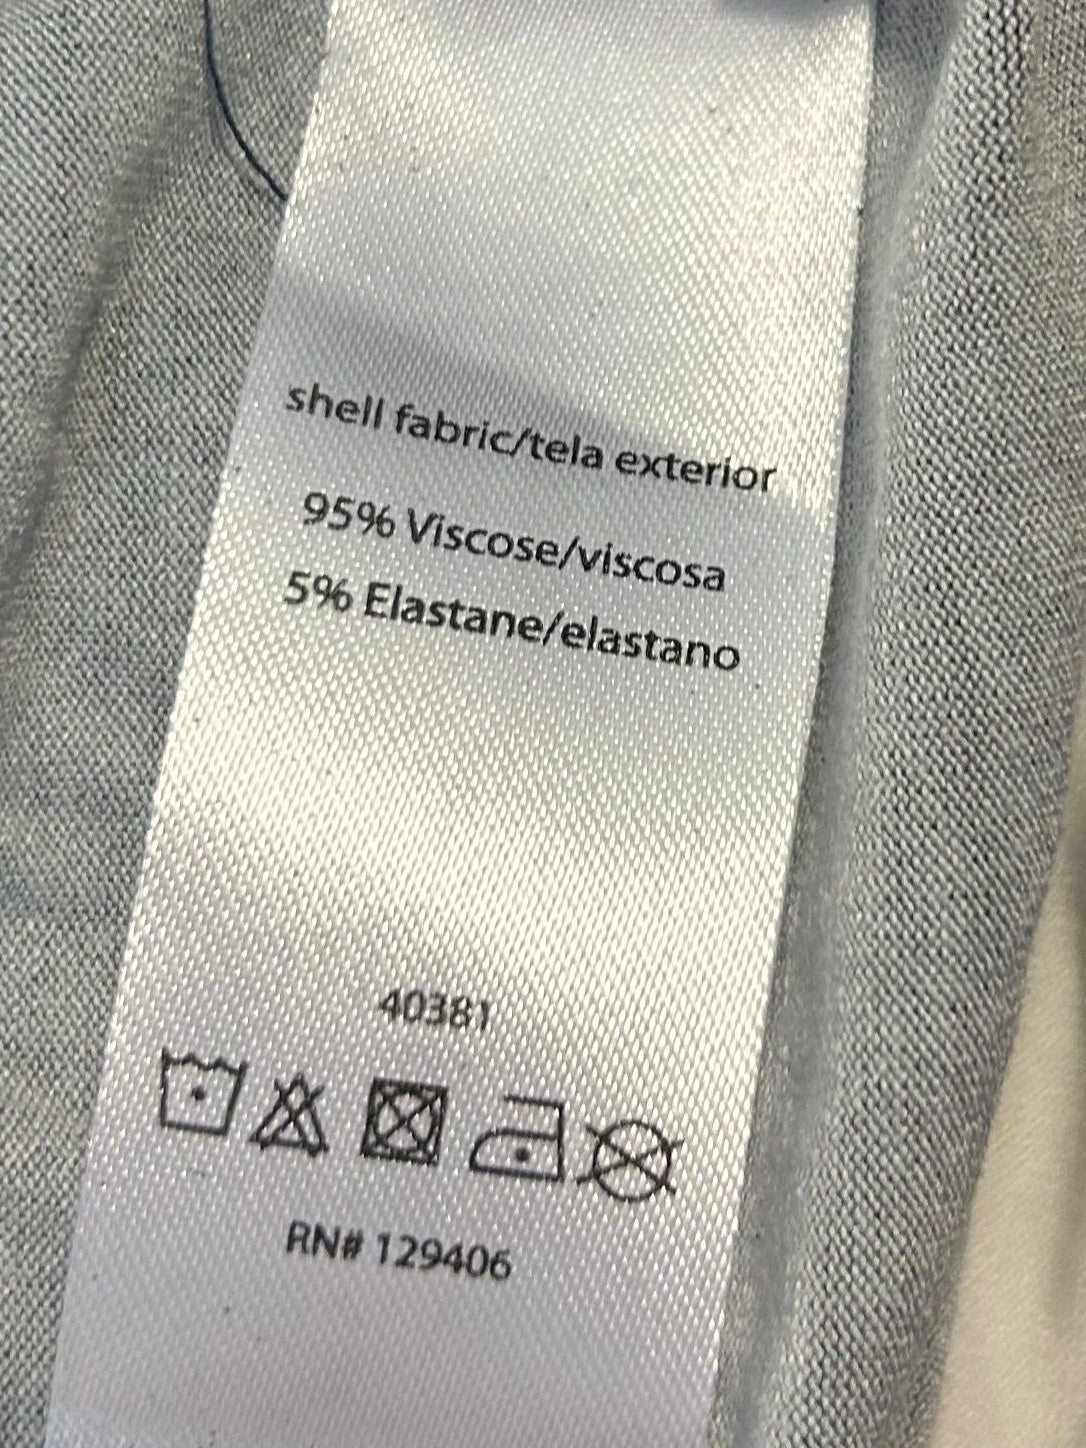 shell fabric/tela exterior
95% Viscose/viscosa
5% Elastane/elastano
40381
RN# 129406